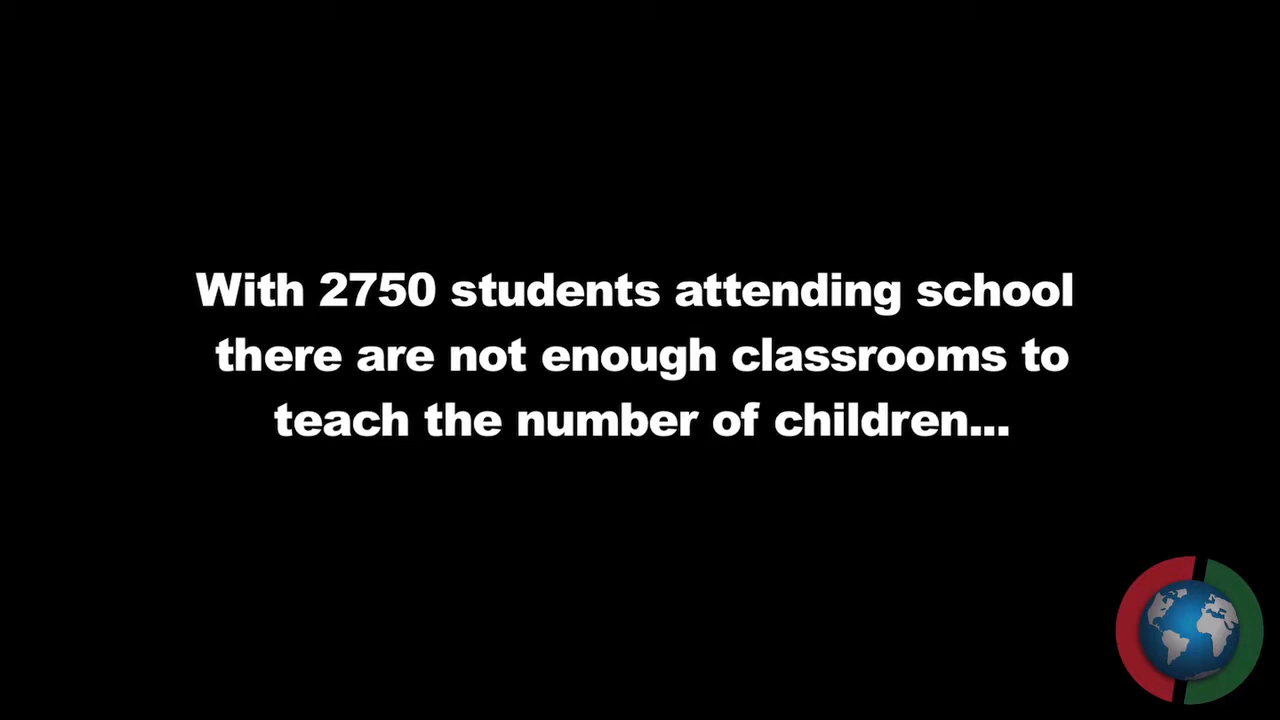 With 2750 students attending school
there are not enough classrooms to
teach the number of children...